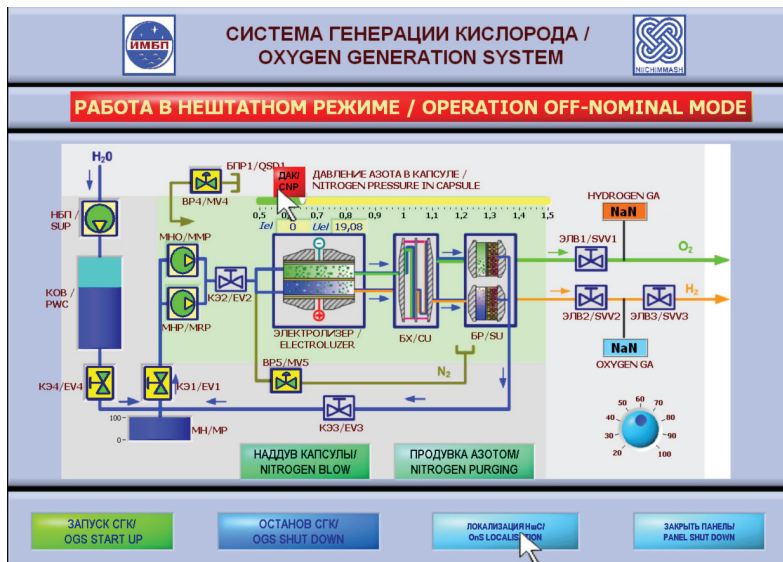 ИМБП
СИСТЕМА ГЕНЕРАЦИИ КИСЛОРОДА /
OXYGEN GENERATION SYSTEM
NIICHIMMASH
РАБОТА В НЕШТАТНОМ РЕЖИМЕ / OPERATION OFF-NOMINAL MODE
H₂0
НБП /
SUP
КОВ /
PWC
БПР1/QSD1
ВР4/MV4
МНО/MMP
МНР/MRP
КЭ2/EV2
ДАК/
CNP
ДАВЛЕНИЕ АЗОТА В КАПСУЛЕ /
NITROGEN PRESSURE IN CAPSULE
0,5 0,6 0,7 0,8 0,9 1 1,1 1,2 1,3 1,4 1,5
Iel 0 Uel 19,08
ЭЛЕКТРОЛИЗЕР /
ELECTROLUZER
БХ/CU
БР/SU
HYDROGEN GA
NaN
ЭЛВ1/SVV1
O₂
H₂
ЭЛВ2/SVV2
ЭЛВ3/SVV3
NaN
OXYGEN GA
ВР5/MV5
N₂
КЭ4/EV4
КЭ1/EV1
КЭ3/EV3
100
0
МН/MP
20 30 40 50 60 70 80 90 100
НАДДУВ КАПСУЛЫ/
NITROGEN BLOW
ПРОДУВКА АЗОТОМ/
NITROGEN PURGING
ЗАПУСК СГК/
OGS START UP
ОСТАНОВ СГК/
OGS SHUT DOWN
ЛОКАЛИЗАЦИЯ НшС/
OnS LOCALISATION
ЗАКРЫТЬ ПАНЕЛЬ/
PANEL SHUT DOWN